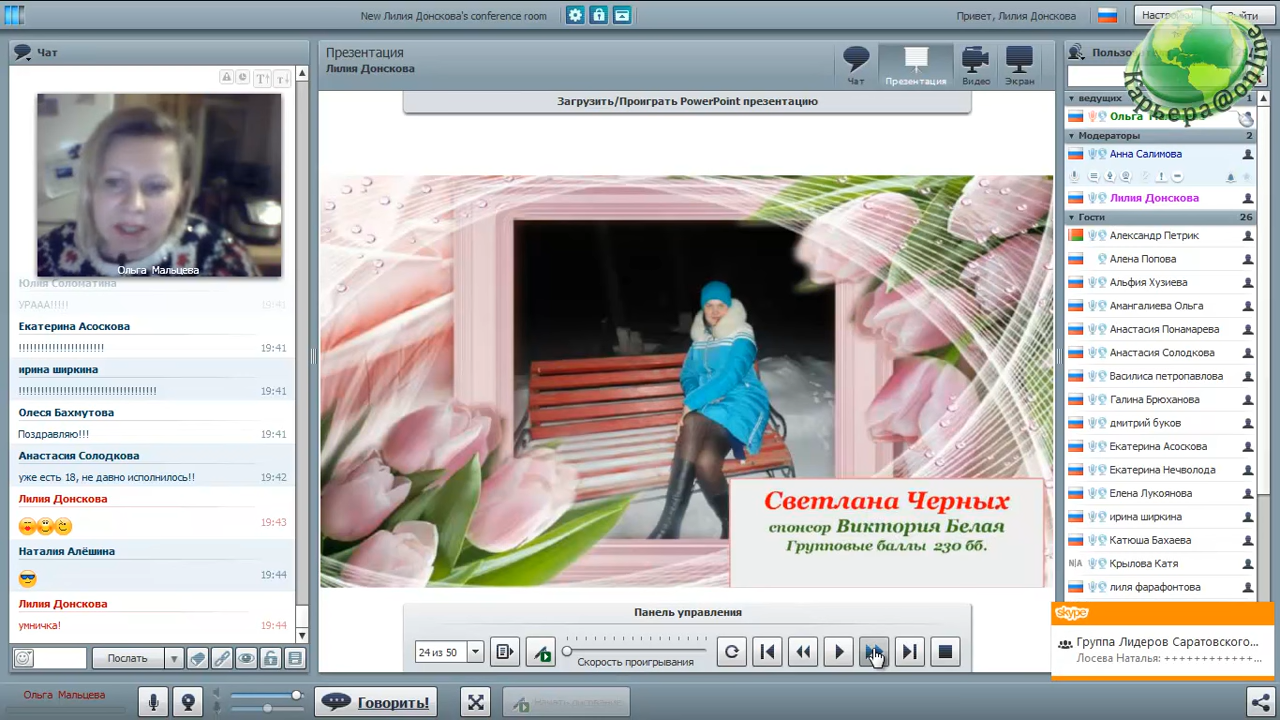 New Лилия Донскова's conference room
Привет, Лилия Донскова
Настройки
Выйти
Карьера@online
Чат
Ольга Мальцева
Юлия Соломатина
УРААА!!!!!
19:41
Екатерина Асоскова
!!!!!!!!!!!!!!!!!!!!!!!
19:41
ирина ширкина
!!!!!!!!!!!!!!!!!!!!!!!!!!!!!!!!!!!!!
19:41
Олеся Бахмутова
Поздравляю!!!
19:41
Анастасия Солодкова
уже есть 18, не давно исполнилось!!
19:42
Лилия Донскова
19:43
Наталия Алёшина
19:44
Лилия Донскова
умничка!
19:44
Послать
Презентация
Лилия Донскова
Чат
Презентация
Видео
Экран
Загрузить/Проиграть PowerPoint презентацию
Светлана Черных
спонсор Виктория Белая
Групповые баллы 230 бб.
Панель управления
24 из 50
Скорость проигрывания
ведущих 1
Модераторы 2
Анна Салимова
Лилия Донскова
Гости 26
Александр Петрик
Алена Попова
Альфия Хузиева
Амангалиева Ольга
Анастасия Понамарева
Анастасия Солодкова
Василиса петропавлова
Галина Брюханова
дмитрий буков
Екатерина Асоскова
Екатерина Нечволода
Елена Лукоянова
ирина ширкина
Катюша Бахаева
N/A Крылова Катя
лиля фарафонтова
skype
Группа Лидеров Саратовского...
Лосева Наталья: ++++++++++++...
Ольга Мальцева
Говорить!